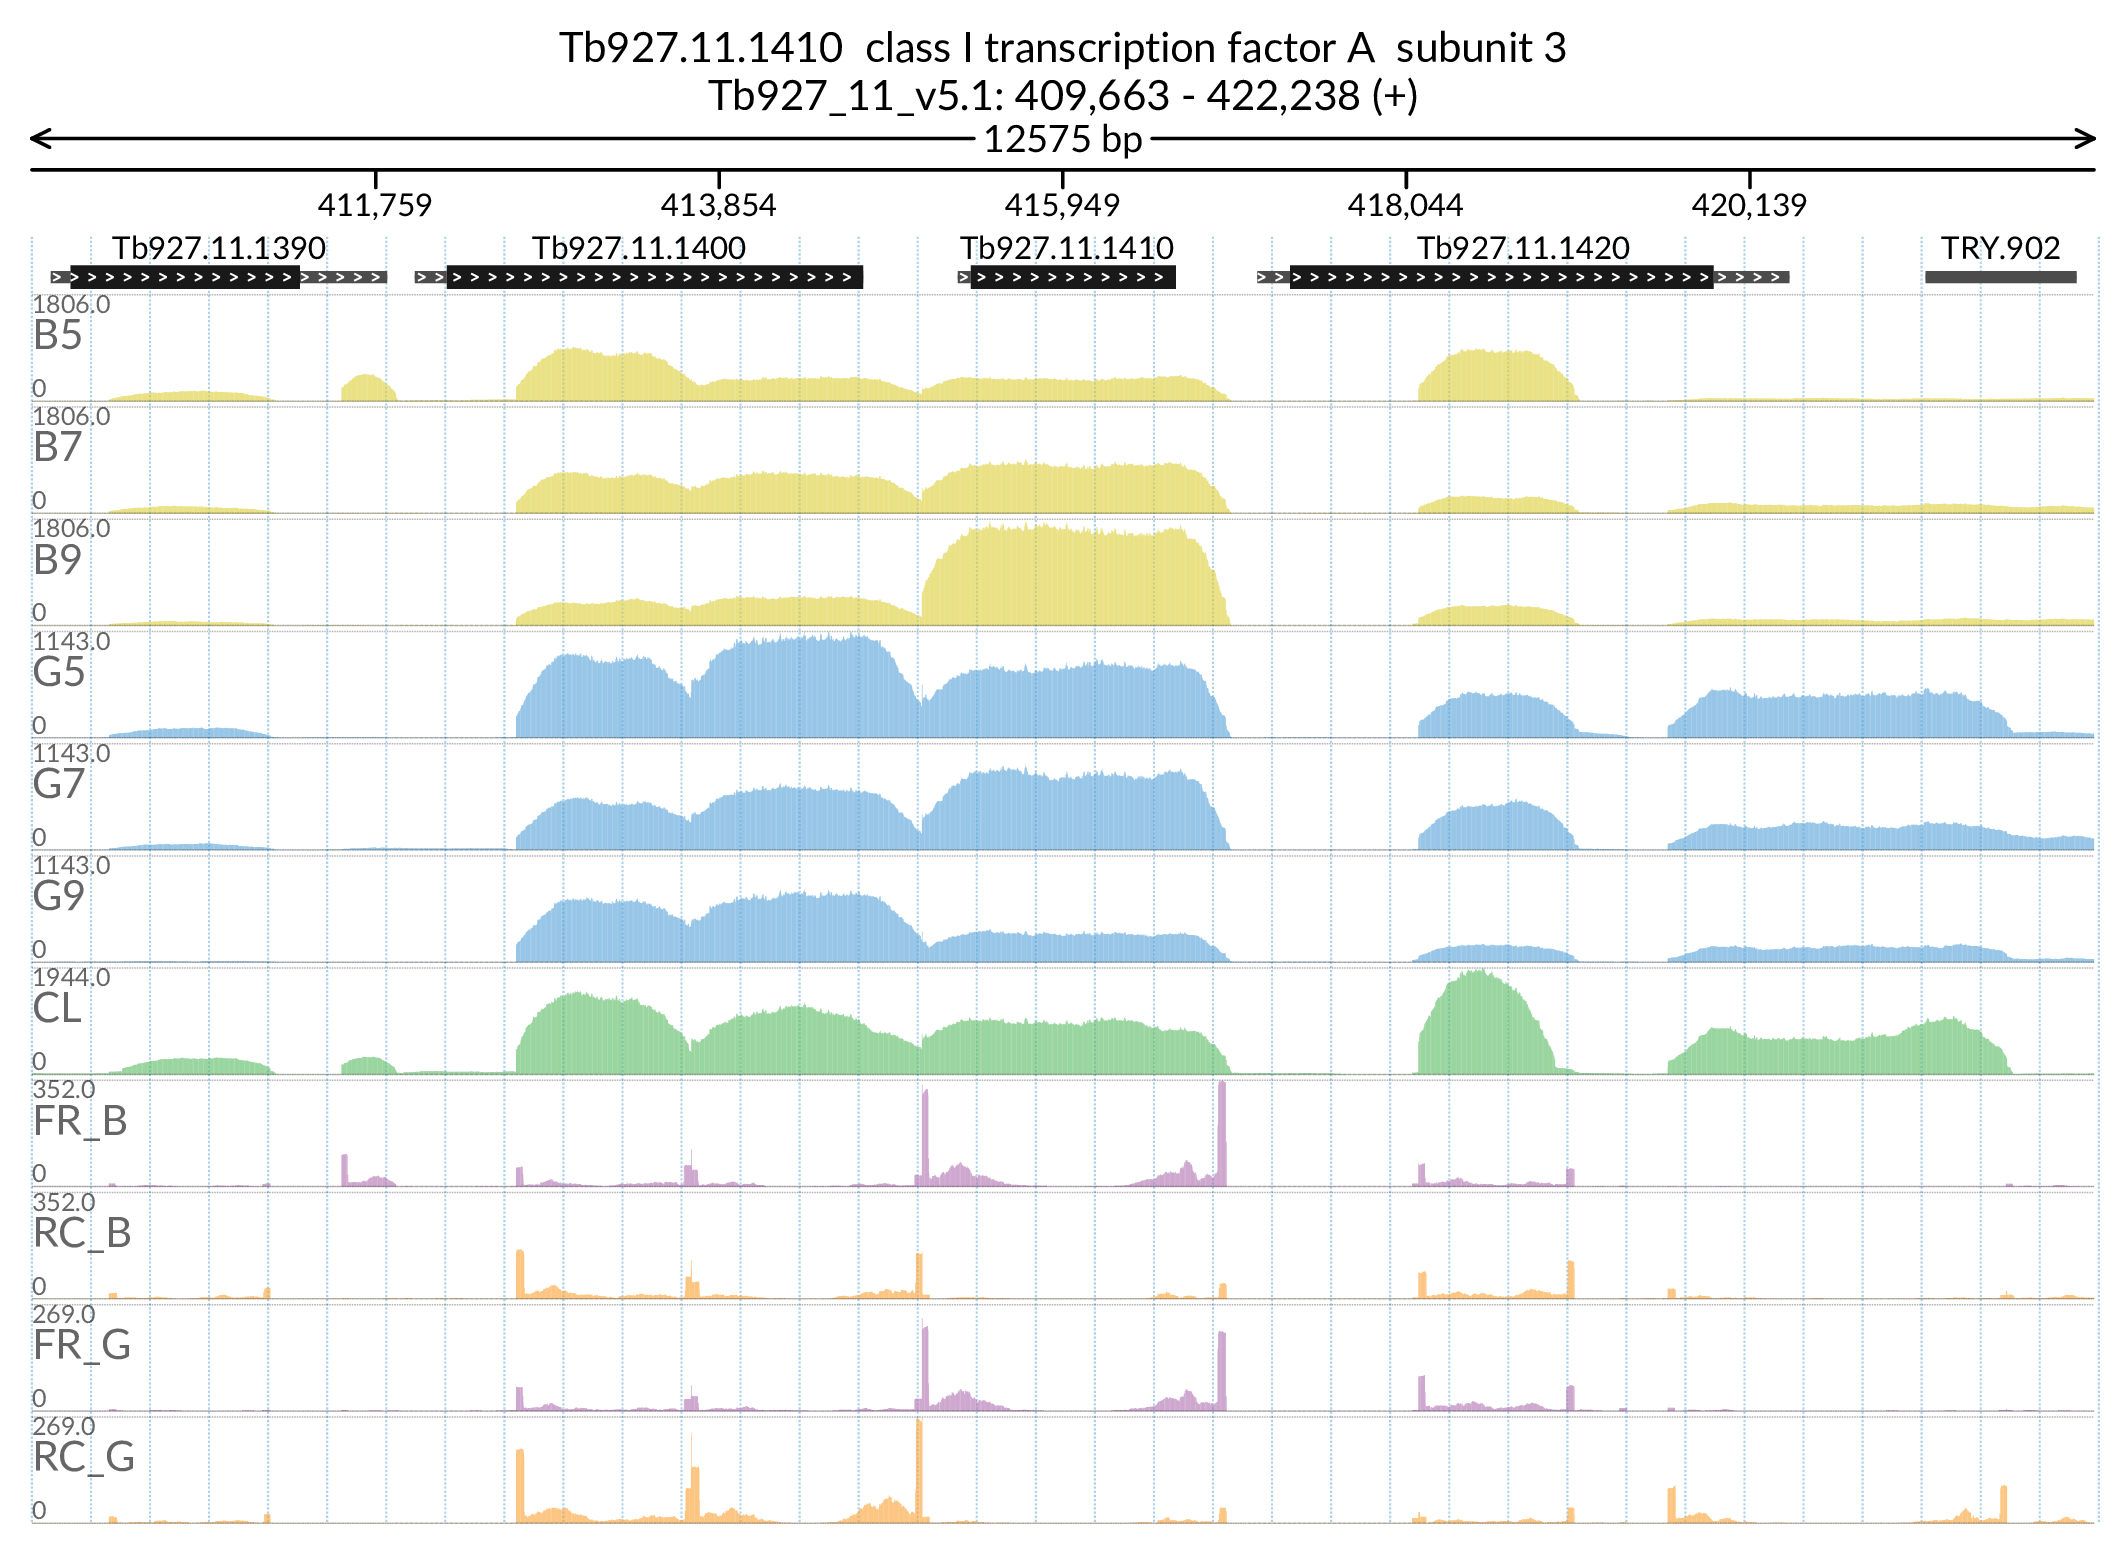 Tb927.11.1410 class I transcription factor A subunit 3
Tb927_11_v5.1: 409,663 - 422,238 (+)
12575 bp
411,759 413,854 415,949 418,044 420,139
Tb927.11.1390 Tb927.11.1400 Tb927.11.1410 Tb927.11.1420 TRY.902
1806.0
B5
0
1806.0
B7
0
1806.0
B9
0
1143.0
G5
0
1143.0
G7
0
1143.0
G9
0
1944.0
CL
0
352.0
FR_B
0
352.0
RC_B
0
269.0
FR_G
0
269.0
RC_G
0